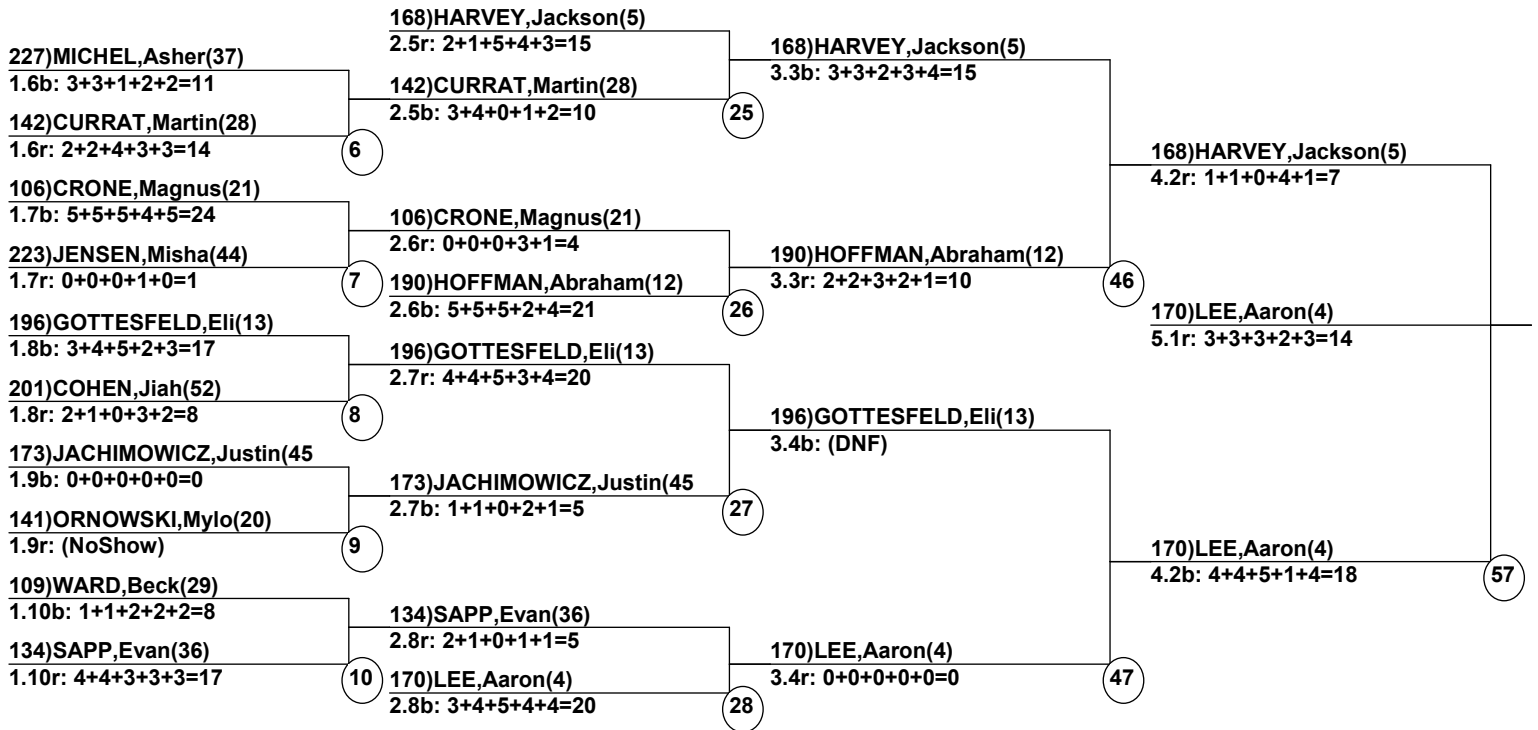 227)MICHEL,Asher(37)
1.6b: 3+3+1+2+2=11
142)CURRAT,Martin(28)
1.6r: 2+2+4+3+3=14
6
106)CRONE,Magnus(21)
1.7b: 5+5+5+4+5=24
223)JENSEN,Misha(44)
1.7r: 0+0+0+1+0=1
7
196)GOTTESFELD,Eli(13)
1.8b: 3+4+5+2+3=17
201)COHEN,Jiah(52)
1.8r: 2+1+0+3+2=8
8
173)JACHIMOWICZ,Justin(45
1.9b: 0+0+0+0+0=0
141)ORNOWSKI,Mylo(20)
1.9r: (NoShow)
9
109)WARD,Beck(29)
1.10b: 1+1+2+2+2=8
134)SAPP,Evan(36)
1.10r: 4+4+3+3+3=17
10
168)HARVEY,Jackson(5)
2.5r: 2+1+5+4+3=15
142)CURRAT,Martin(28)
2.5b: 3+4+0+1+2=10
25
106)CRONE,Magnus(21)
2.6r: 0+0+0+3+1=4
190)HOFFMAN,Abraham(12)
2.6b: 5+5+5+2+4=21
26
196)GOTTESFELD,Eli(13)
2.7r: 4+4+5+3+4=20
173)JACHIMOWICZ,Justin(45
2.7b: 1+1+0+2+1=5
27
134)SAPP,Evan(36)
2.8r: 2+1+0+1+1=5
170)LEE,Aaron(4)
2.8b: 3+4+5+4+4=20
28
168)HARVEY,Jackson(5)
3.3b: 3+3+2+3+4=15
190)HOFFMAN,Abraham(12)
3.3r: 2+2+3+2+1=10
46
196)GOTTESFELD,Eli(13)
3.4b: (DNF)
170)LEE,Aaron(4)
3.4r: 0+0+0+0+0=0
47
168)HARVEY,Jackson(5)
4.2r: 1+1+0+4+1=7
170)LEE,Aaron(4)
5.1r: 3+3+3+2+3=14
170)LEE,Aaron(4)
4.2b: 4+4+5+1+4=18
57